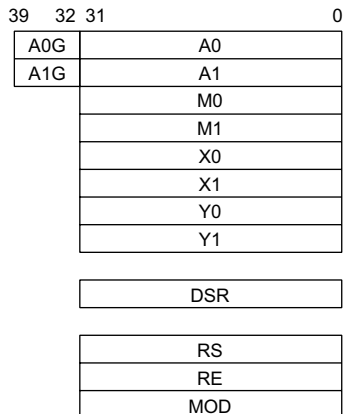 39 32 31 0
A0G A0
A1G A1
M0
M1
X0
X1
Y0
Y1
DSR
RS
RE
MOD